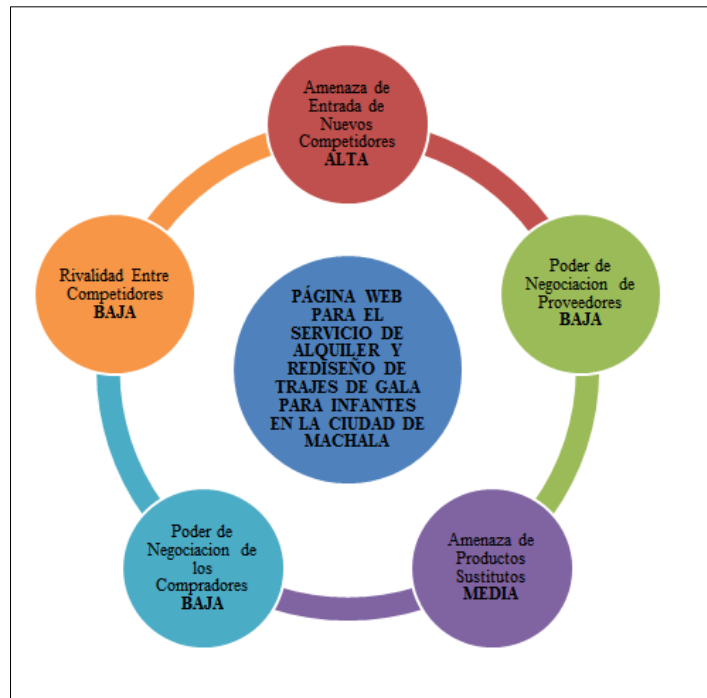 Amenaza de
Entrada de
Nuevos
Competidores
ALTA
Poder de
Negociacion de
Proveedores
BAJA
Amenaza de
Productos
Sustitutos
MEDIA
Poder de
Negociacion de
los
Compradores
BAJA
Rivalidad Entre
Competidores
BAJA
PÁGINA WEB
PARA EL
SERVICIO DE
ALQUILER Y
REDISEÑO DE
TRAJES DE GALA
PARA INFANTES
EN LA CIUDAD DE
MACHALA